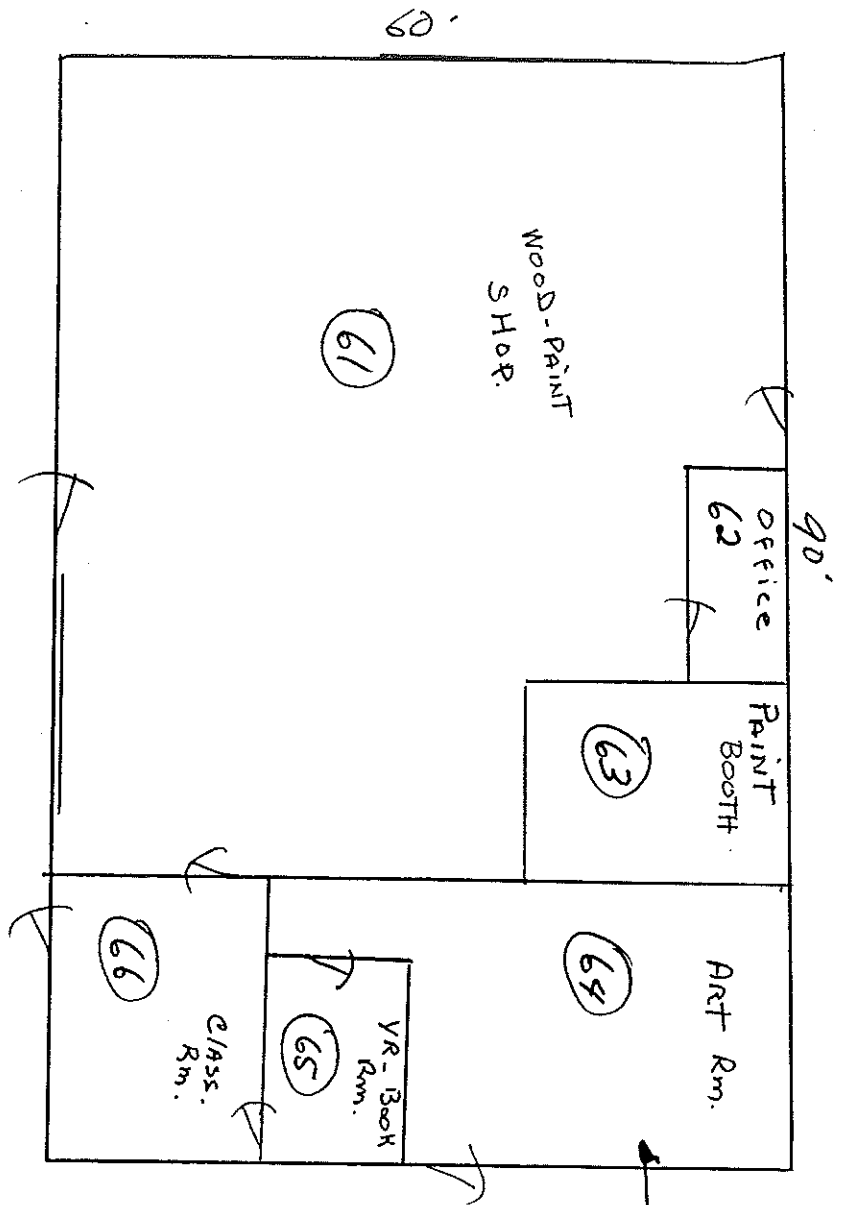 60'
WOOD-PAINT
SHOP.
61
90'
OFFice
62
PAINT
BOOTH
63
ART Rm.
64
YR-BOOK
Rm.
65
CLASS.
Rm.
66